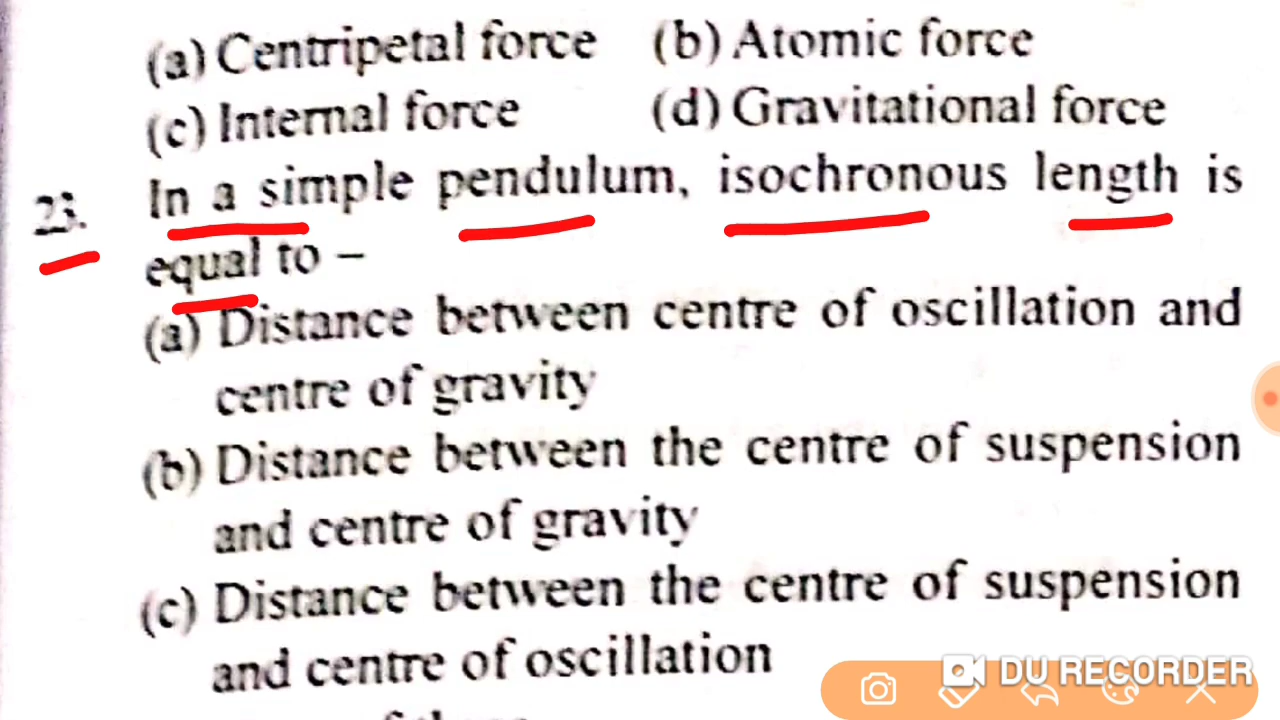 (a) Centripetal force (b) Atomic force
(c) Internal force (d) Gravitational force
23. In a simple pendulum, isochronous length is
equal to –
(a) Distance between centre of oscillation and
centre of gravity
(b) Distance between the centre of suspension
and centre of gravity
(c) Distance between the centre of suspension
and centre of oscillation
DU RECORDER